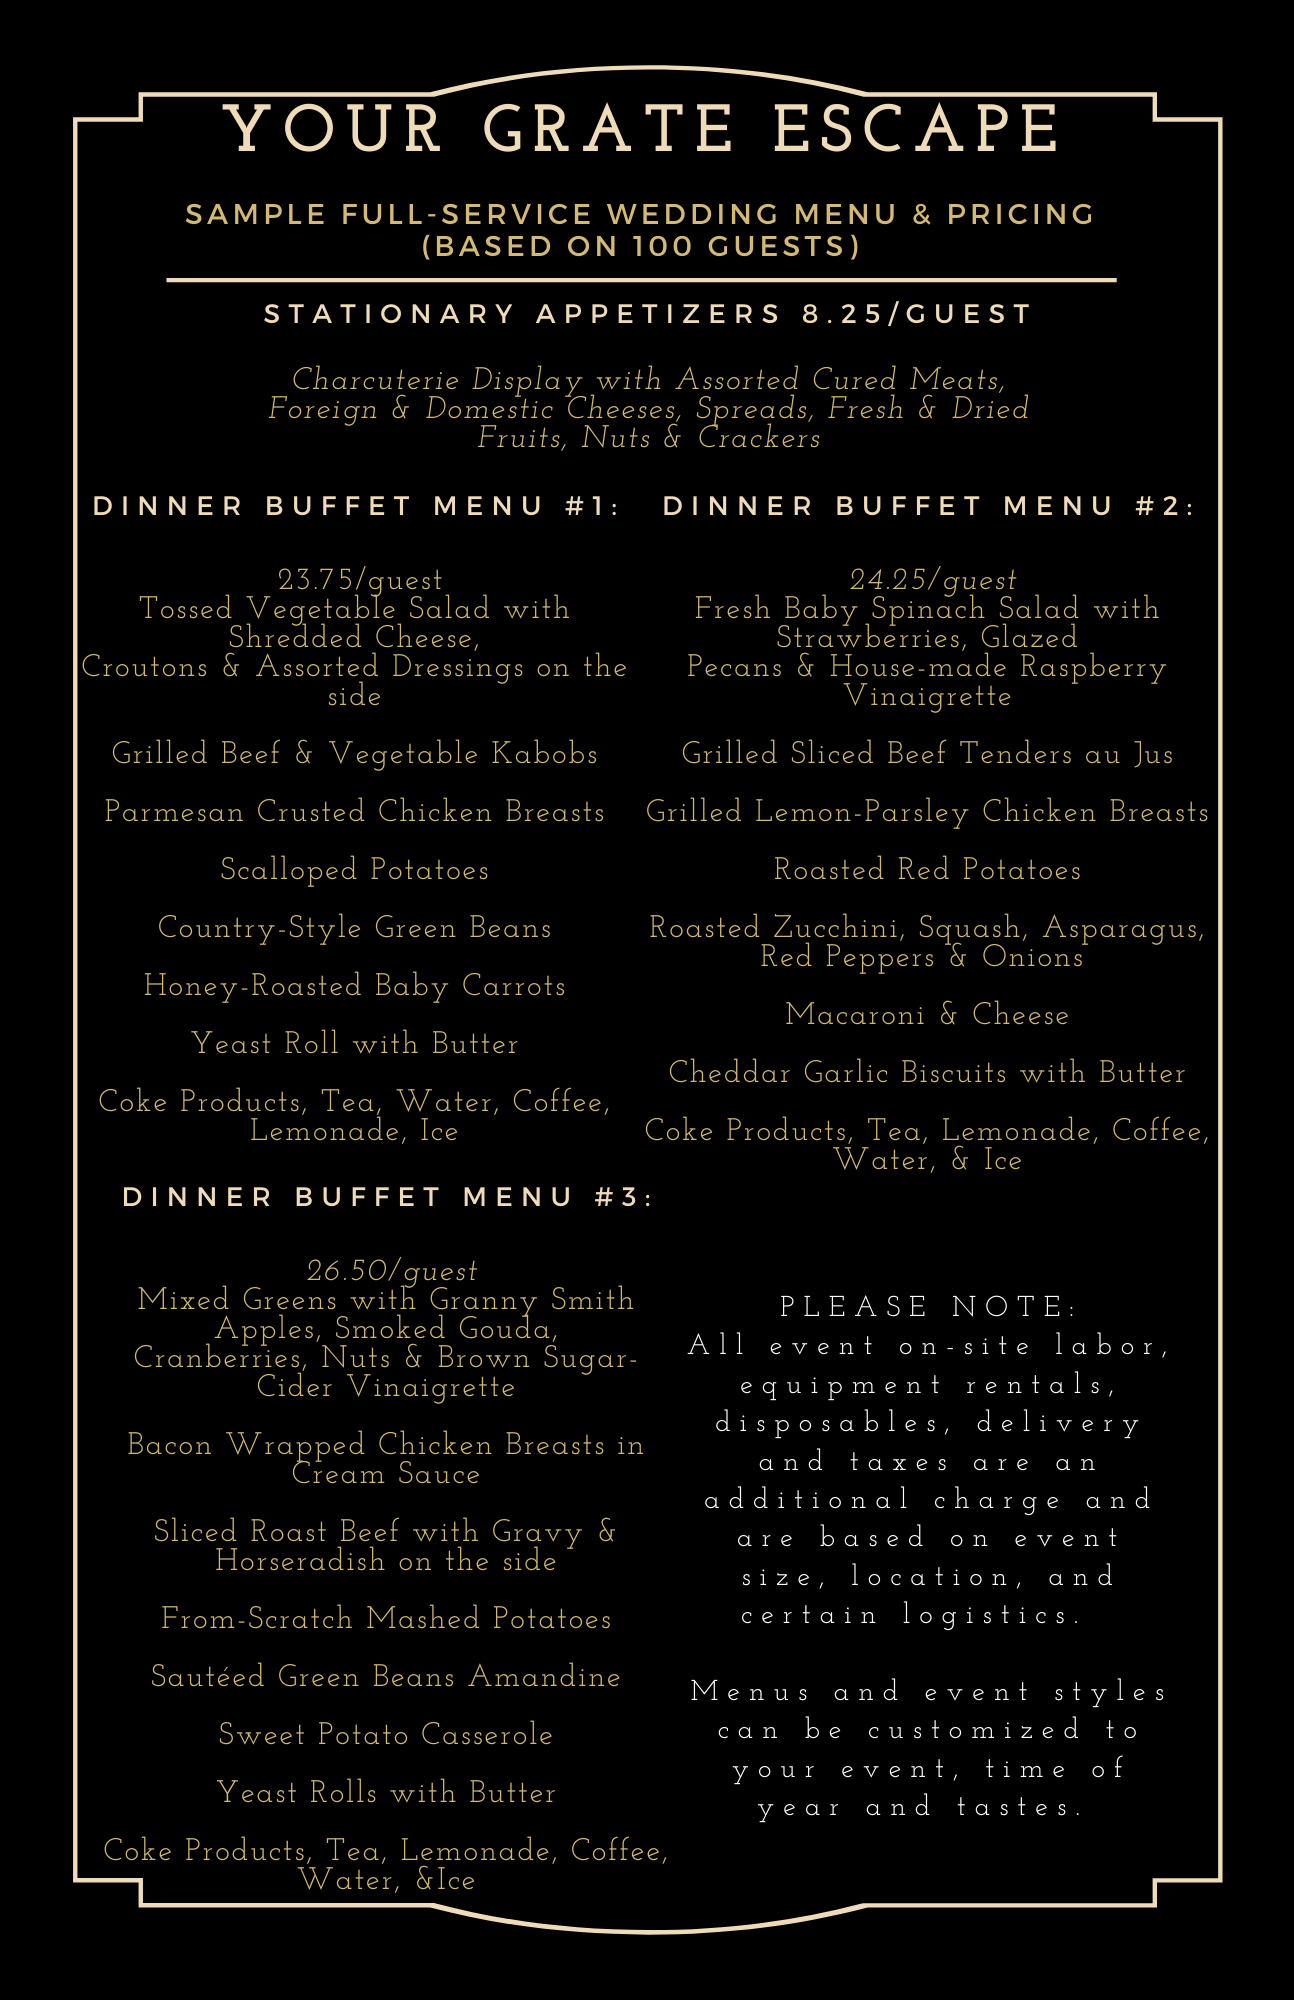 YOUR GRATE ESCAPE
SAMPLE FULL-SERVICE WEDDING MENU & PRICING
(BASED ON 100 GUESTS)
STATIONARY APPETIZERS 8.25/GUEST
Charcuterie Display with Assorted Cured Meats,
Foreign & Domestic Cheeses, Spreads, Fresh & Dried
Fruits, Nuts & Crackers
DINNER BUFFET MENU #1:
23.75/guest
Tossed Vegetable Salad with
Shredded Cheese,
Croutons & Assorted Dressings on the
side
Grilled Beef & Vegetable Kabobs
Parmesan Crusted Chicken Breasts
Scalloped Potatoes
Country-Style Green Beans
Honey-Roasted Baby Carrots
Yeast Roll with Butter
Coke Products, Tea, Water, Coffee,
Lemonade, Ice
DINNER BUFFET MENU #2:
24.25/guest
Fresh Baby Spinach Salad with
Strawberries, Glazed
Pecans & House-made Raspberry
Vinaigrette
Grilled Sliced Beef Tenders au Jus
Grilled Lemon-Parsley Chicken Breasts
Roasted Red Potatoes
Roasted Zucchini, Squash, Asparagus,
Red Peppers & Onions
Macaroni & Cheese
Cheddar Garlic Biscuits with Butter
Coke Products, Tea, Lemonade, Coffee,
Water, & Ice
DINNER BUFFET MENU #3:
26.50/guest
Mixed Greens with Granny Smith
Apples, Smoked Gouda,
Cranberries, Nuts & Brown Sugar-
Cider Vinaigrette
Bacon Wrapped Chicken Breasts in
Cream Sauce
Sliced Roast Beef with Gravy &
Horseradish on the side
From-Scratch Mashed Potatoes
Sautéed Green Beans Amandine
Sweet Potato Casserole
Yeast Rolls with Butter
Coke Products, Tea, Lemonade, Coffee,
Water, &Ice
PLEASE NOTE:
All event on-site labor,
equipment rentals,
disposables, delivery
and taxes are an
additional charge and
are based on event
size, location, and
certain logistics.
Menus and event styles
can be customized to
your event, time of
year and tastes.